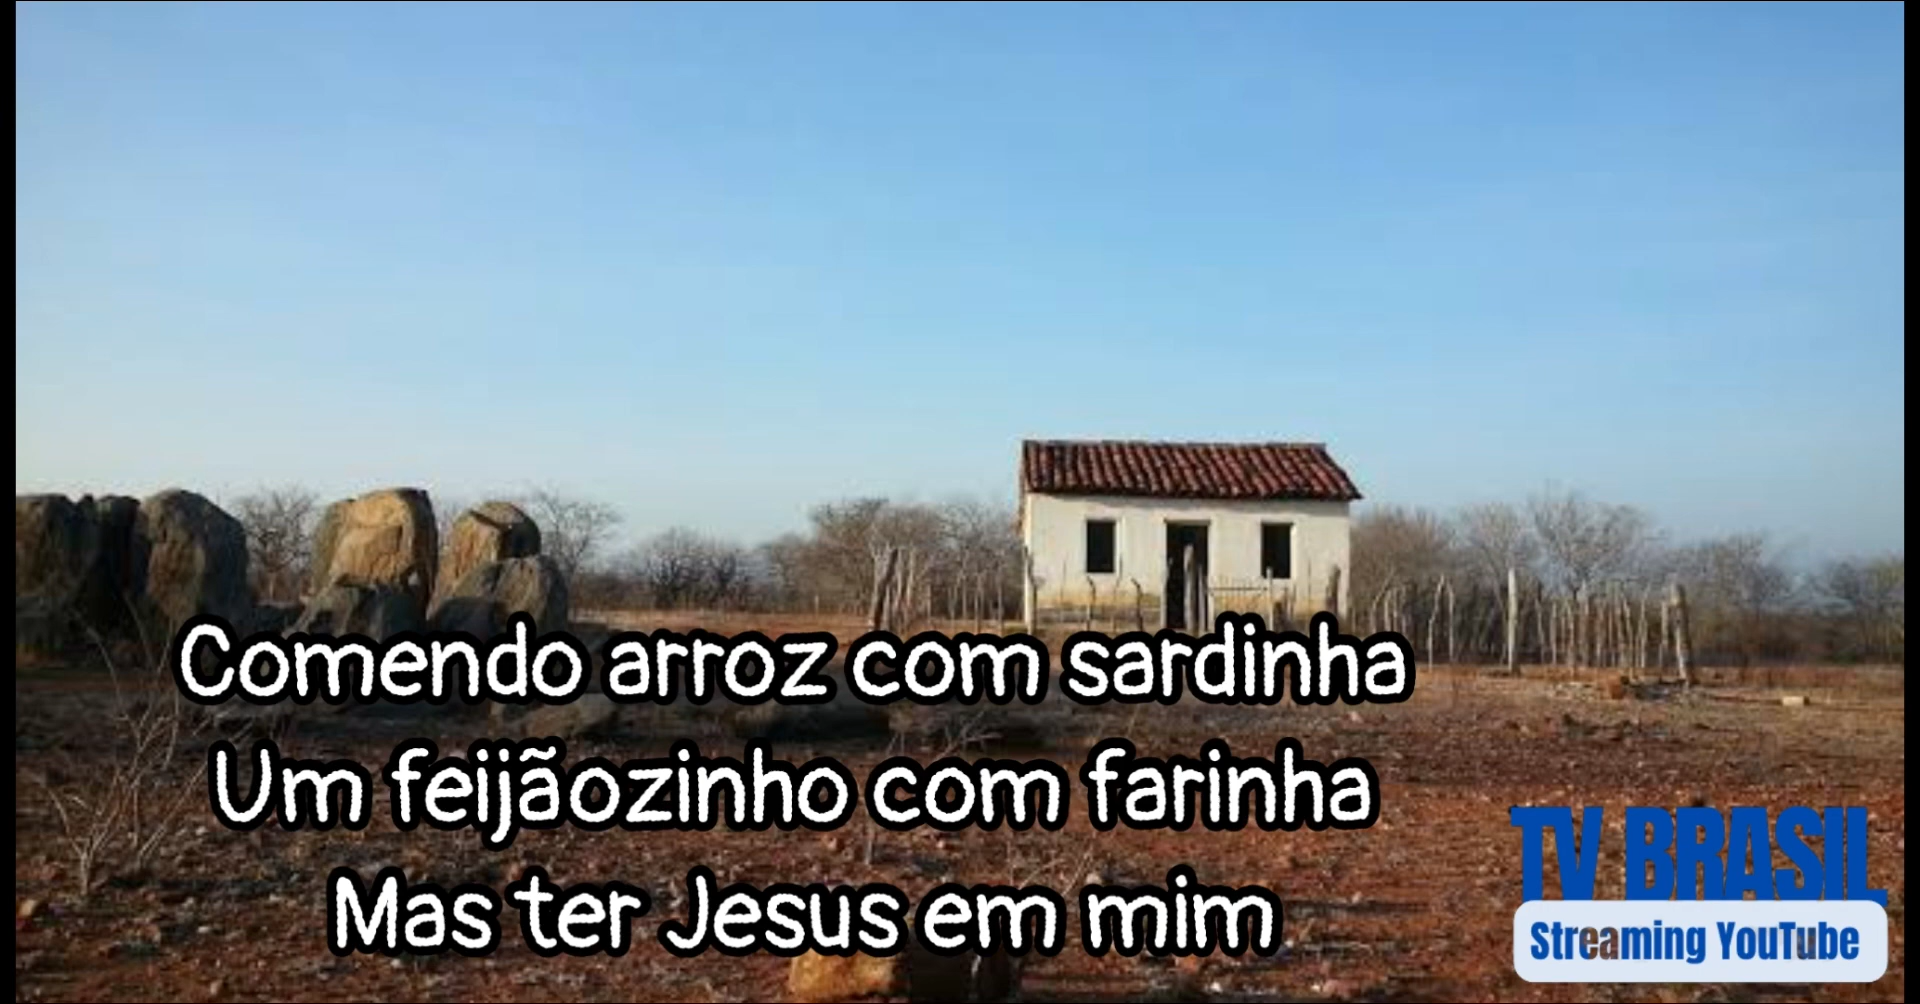 Comendo arroz com sardinha
Um feijãozinho com farinha
Mas ter Jesus em mim
TV BRASIL
Streaming YouTube